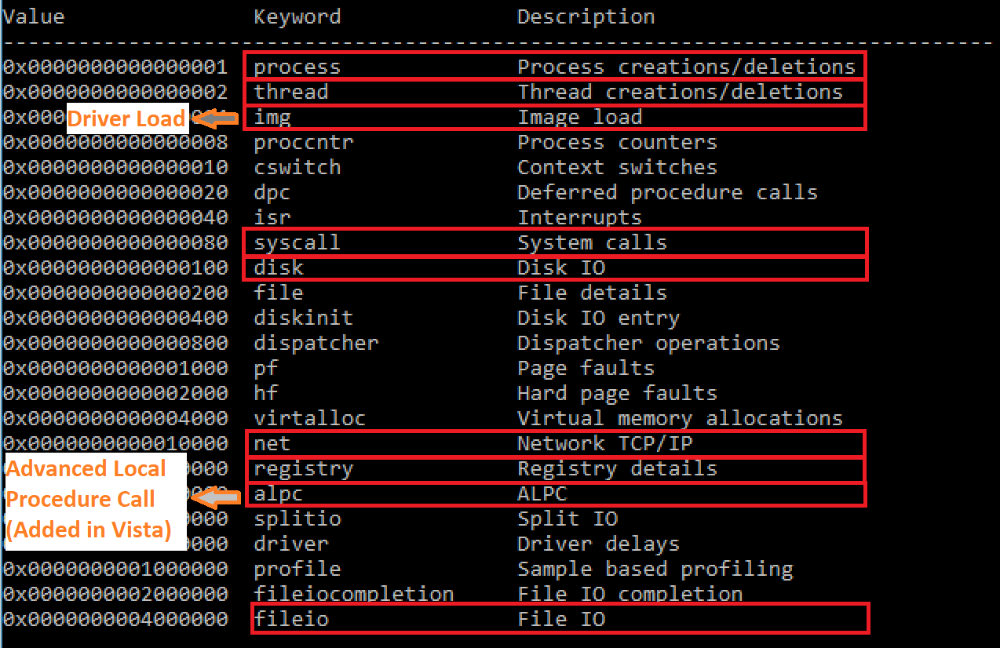 Value Keyword Description
--------------------------------------------------------------------------------
0x0000000000000001 process Process creations/deletions
0x0000000000000002 thread Thread creations/deletions
0x000 Driver Load img Image load
0x0000000000000008 proccntr Process counters
0x0000000000000010 cswitch Context switches
0x0000000000000020 dpc Deferred procedure calls
0x0000000000000040 isr Interrupts
0x0000000000000080 syscall System calls
0x0000000000000100 disk Disk IO
0x0000000000000200 file File details
0x0000000000000400 diskinit Disk IO entry
0x0000000000000800 dispatcher Dispatcher operations
0x0000000000001000 pf Page faults
0x0000000000002000 hf Hard page faults
0x0000000000004000 virtalloc Virtual memory allocations
0x0000000000010000 net Network TCP/IP
Advanced Local 0000 registry Registry details
Procedure Call alpc ALPC
(Added in Vista) 0000 splitio Split IO
0000 driver Driver delays
0x0000000001000000 profile Sample based profiling
0x0000000002000000 fileiocompletion File IO completion
0x0000000004000000 fileio File IO